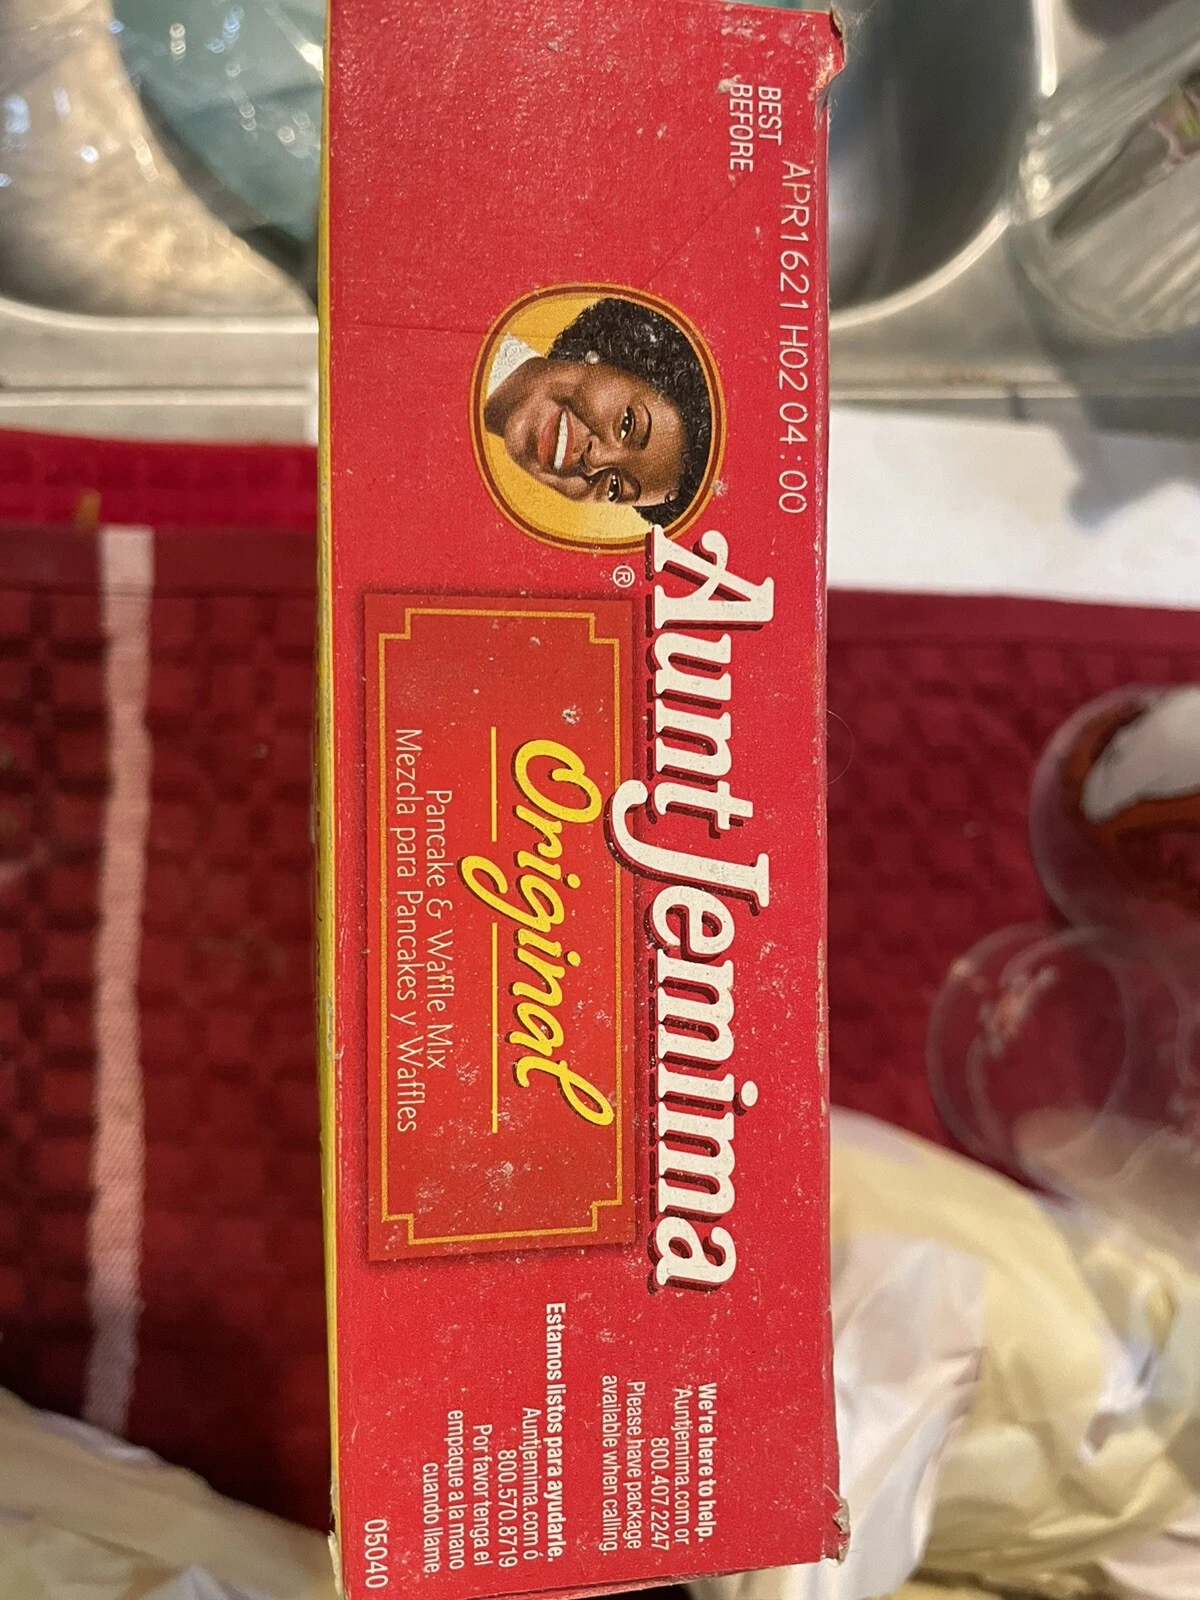 BEST
BEFORE
APR1621 H02 04:00
Aunt Jemima
®
Original
Pancake & Waffle Mix
Mezcla para Pancakes y Waffles
We're here to help.
Auntjemima.com or
800.407.2247
Please have package
available when calling.
Estamos listos para ayudarle.
Auntjemima.com ó
800.570.8719
Por favor tenga el
empaque a la mano
cuando llame.
05040